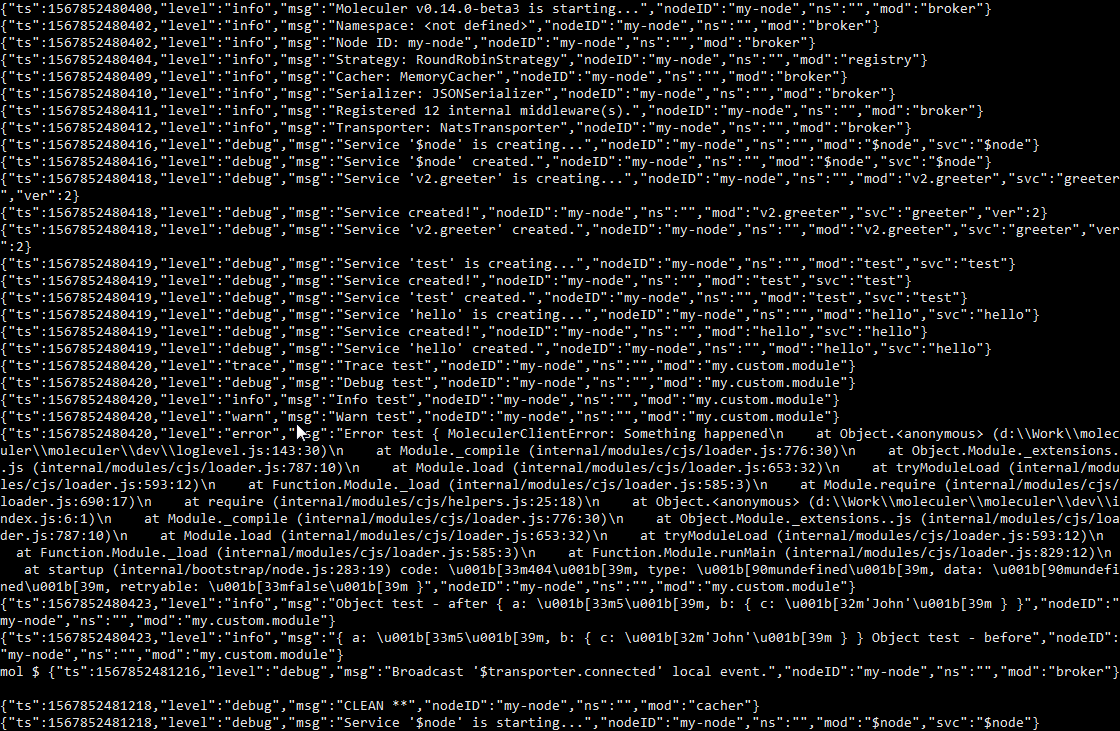 {"ts":1567852480400,"level":"info","msg":"Moleculer v0.14.0-beta3 is starting...","nodeID":"my-node","ns":"","mod":"broker"}
{"ts":1567852480402,"level":"info","msg":"Namespace: <not defined>","nodeID":"my-node","ns":"","mod":"broker"}
{"ts":1567852480402,"level":"info","msg":"Node ID: my-node","nodeID":"my-node","ns":"","mod":"broker"}
{"ts":1567852480404,"level":"info","msg":"Strategy: RoundRobinStrategy","nodeID":"my-node","ns":"","mod":"registry"}
{"ts":1567852480409,"level":"info","msg":"Cacher: MemoryCacher","nodeID":"my-node","ns":"","mod":"broker"}
{"ts":1567852480410,"level":"info","msg":"Serializer: JSONSerializer","nodeID":"my-node","ns":"","mod":"broker"}
{"ts":1567852480411,"level":"info","msg":"Registered 12 internal middleware(s).","nodeID":"my-node","ns":"","mod":"broker"}
{"ts":1567852480412,"level":"info","msg":"Transporter: NatsTransporter","nodeID":"my-node","ns":"","mod":"broker"}
{"ts":1567852480416,"level":"debug","msg":"Service '$node' is creating...","nodeID":"my-node","ns":"","mod":"$node","svc":"$node"}
{"ts":1567852480416,"level":"debug","msg":"Service '$node' created.","nodeID":"my-node","ns":"","mod":"$node","svc":"$node"}
{"ts":1567852480418,"level":"debug","msg":"Service 'v2.greeter' is creating...","nodeID":"my-node","ns":"","mod":"v2.greeter","svc":"greeter
","ver":2}
{"ts":1567852480418,"level":"debug","msg":"Service created!","nodeID":"my-node","ns":"","mod":"v2.greeter","svc":"greeter","ver":2}
{"ts":1567852480418,"level":"debug","msg":"Service 'v2.greeter' created.","nodeID":"my-node","ns":"","mod":"v2.greeter","svc":"greeter","ver
":2}
{"ts":1567852480419,"level":"debug","msg":"Service 'test' is creating...","nodeID":"my-node","ns":"","mod":"test","svc":"test"}
{"ts":1567852480419,"level":"debug","msg":"Service created!","nodeID":"my-node","ns":"","mod":"test","svc":"test"}
{"ts":1567852480419,"level":"debug","msg":"Service 'test' created.","nodeID":"my-node","ns":"","mod":"test","svc":"test"}
{"ts":1567852480419,"level":"debug","msg":"Service 'hello' is creating...","nodeID":"my-node","ns":"","mod":"hello","svc":"hello"}
{"ts":1567852480419,"level":"debug","msg":"Service created!","nodeID":"my-node","ns":"","mod":"hello","svc":"hello"}
{"ts":1567852480419,"level":"debug","msg":"Service 'hello' created.","nodeID":"my-node","ns":"","mod":"hello","svc":"hello"}
{"ts":1567852480420,"level":"trace","msg":"Trace test","nodeID":"my-node","ns":"","mod":"my.custom.module"}
{"ts":1567852480420,"level":"debug","msg":"Debug test","nodeID":"my-node","ns":"","mod":"my.custom.module"}
{"ts":1567852480420,"level":"info","msg":"Info test","nodeID":"my-node","ns":"","mod":"my.custom.module"}
{"ts":1567852480420,"level":"warn","msg":"Warn test","nodeID":"my-node","ns":"","mod":"my.custom.module"}
{"ts":1567852480420,"level":"error","msg":"Error test { MoleculerClientError: Something happened\n    at Object.<anonymous> (d:\\Work\\molec
uler\\moleculer\\dev\\loglevel.js:143:30)\n    at Module._compile (internal/modules/cjs/loader.js:776:30)\n    at Object.Module._extensions.
.js (internal/modules/cjs/loader.js:787:10)\n    at Module.load (internal/modules/cjs/loader.js:653:32)\n    at tryModuleLoad (internal/modu
les/cjs/loader.js:593:12)\n    at Function.Module._load (internal/modules/cjs/loader.js:585:3)\n    at Module.require (internal/modules/cjs/
loader.js:690:17)\n    at require (internal/modules/cjs/helpers.js:25:18)\n    at Object.<anonymous> (d:\\Work\\moleculer\\moleculer\\dev\\i
ndex.js:6:1)\n    at Module._compile (internal/modules/cjs/loader.js:776:30)\n    at Object.Module._extensions..js (internal/modules/cjs/loa
der.js:787:10)\n    at Module.load (internal/modules/cjs/loader.js:653:32)\n    at tryModuleLoad (internal/modules/cjs/loader.js:593:12)\n
  at Function.Module._load (internal/modules/cjs/loader.js:585:3)\n    at Function.Module.runMain (internal/modules/cjs/loader.js:829:12)\n
   at startup (internal/bootstrap/node.js:283:19) code: \u001b[33m404\u001b[39m, type: \u001b[90mundefined\u001b[39m, data: \u001b[90mundefi
ned\u001b[39m, retryable: \u001b[33mfalse\u001b[39m }","nodeID":"my-node","ns":"","mod":"my.custom.module"}
{"ts":1567852480423,"level":"info","msg":"Object test - after { a: \u001b[33m5\u001b[39m, b: { c: \u001b[32m'John'\u001b[39m } }","nodeID":"
my-node","ns":"","mod":"my.custom.module"}
{"ts":1567852480423,"level":"info","msg":"{ a: \u001b[33m5\u001b[39m, b: { c: \u001b[32m'John'\u001b[39m } } Object test - before","nodeID":
"my-node","ns":"","mod":"my.custom.module"}
mol $ {"ts":1567852481216,"level":"debug","msg":"Broadcast '$transporter.connected' local event.","nodeID":"my-node","ns":"","mod":"broker"}
{"ts":1567852481218,"level":"debug","msg":"CLEAN **","nodeID":"my-node","ns":"","mod":"cacher"}
{"ts":1567852481218,"level":"debug","msg":"Service '$node' is starting...","nodeID":"my-node","ns":"","mod":"$node","svc":"$node"}